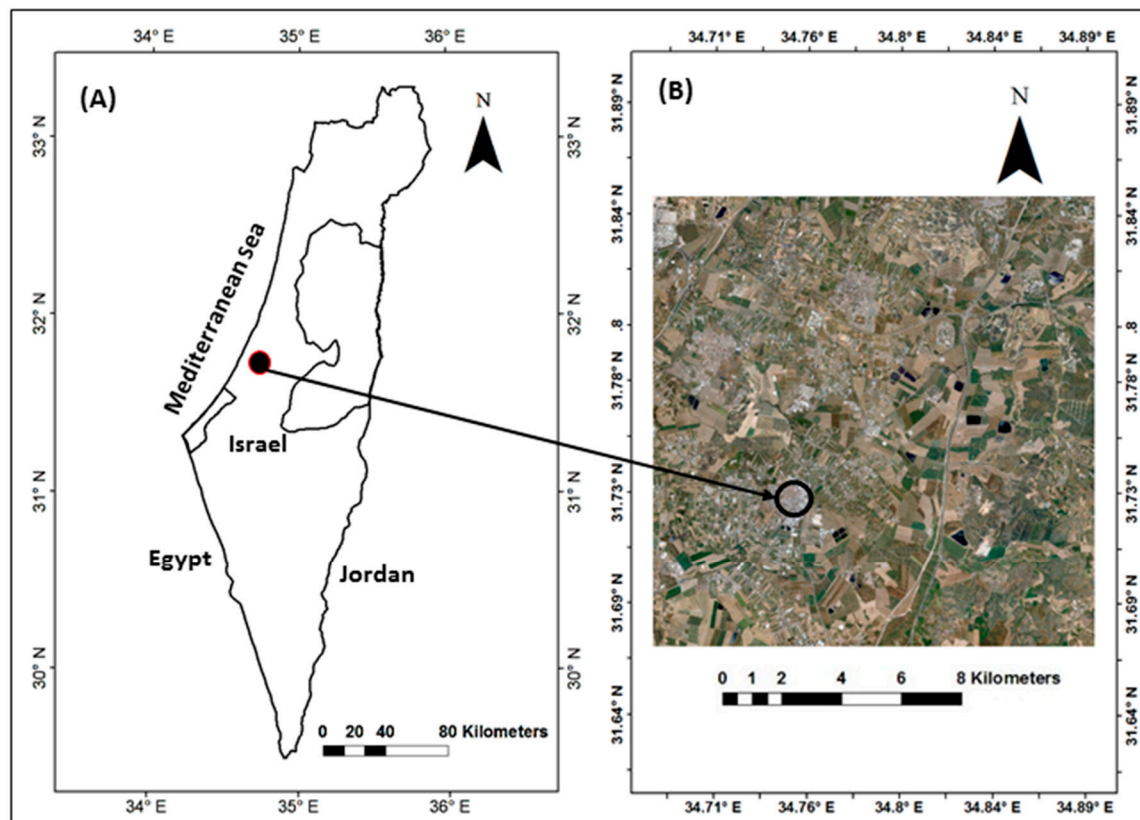 34° E 35° E 36° E
(A)
N
33° N
33° N
Mediterranean sea
32° N
32° N
Israel
31° N
31° N
Egypt
Jordan
30° N
30° N
0 20 40 80 Kilometers
34° E 35° E 36° E
34.71° E 34.76° E 34.8° E 34.84° E 34.89° E
(B)
N
31.89° N
31.89° N
31.84° N
31.84° N
.8
.8
31.78° N
31.78° N
31.73° N
31.73° N
31.69° N
31.69° N
0 1 2 4 6 8 Kilometers
31.64° N
31.64° N
34.71° E 34.76° E 34.8° E 34.84° E 34.89° E